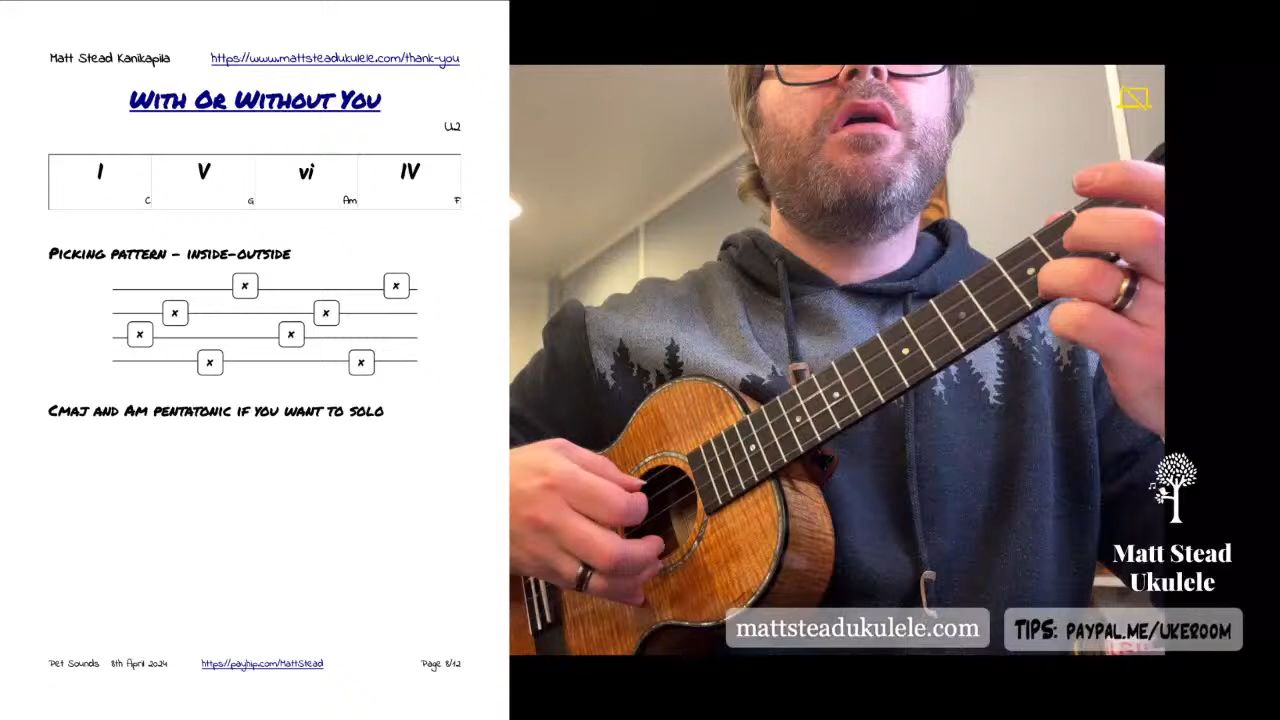 Matt Stead Kanikapila https://www.mattsteadukulele.com/thank-you
With Or Without You
U2
I V vi IV
C G Am F
Picking pattern - inside-outside
x x
x x
x x
x x
Cmaj and Am pentatonic if you want to solo
Pet Sounds 8th April 2024 https://payhip.com/MattStead Page 8/12
Matt Stead
Ukulele
mattsteadukulele.com
TIPS: PAYPAL.ME/UKEROOM